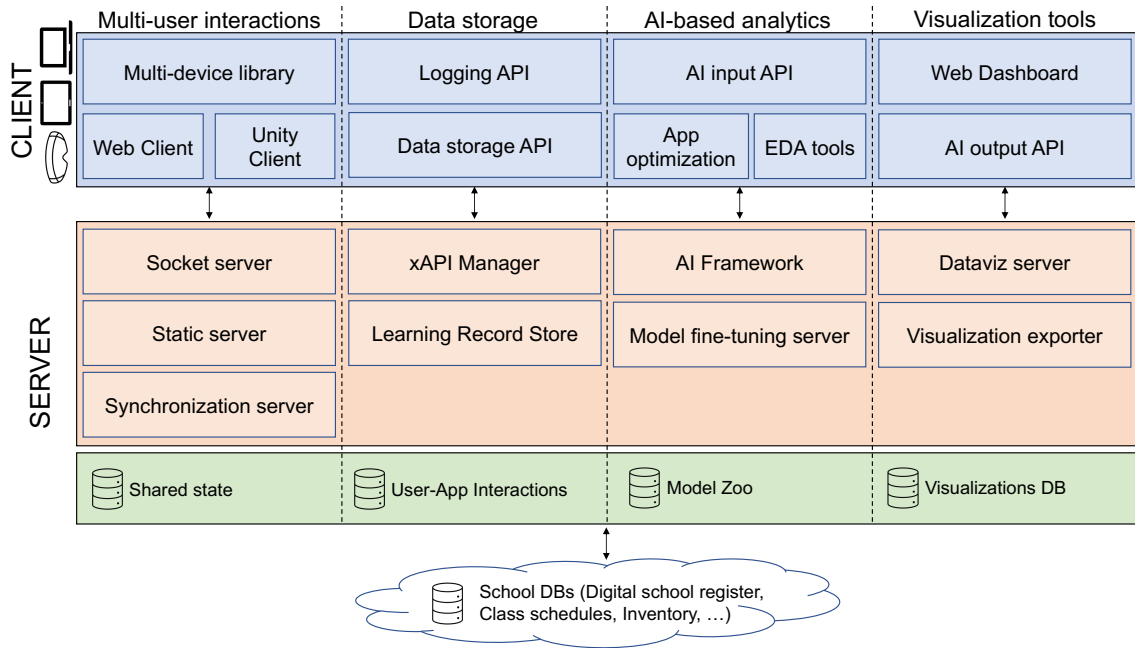 Multi-user interactions
Data storage
AI-based analytics
Visualization tools
CLIENT
Multi-device library
Logging API
AI input API
Web Dashboard
Web Client
Unity
Client
Data storage API
App
optimization
EDA tools
AI output API
SERVER
Socket server
xAPI Manager
AI Framework
Dataviz server
Static server
Learning Record Store
Model fine-tuning server
Visualization exporter
Synchronization server
Shared state
User-App Interactions
Model Zoo
Visualizations DB
School DBs (Digital school register,
Class schedules, Inventory, …)